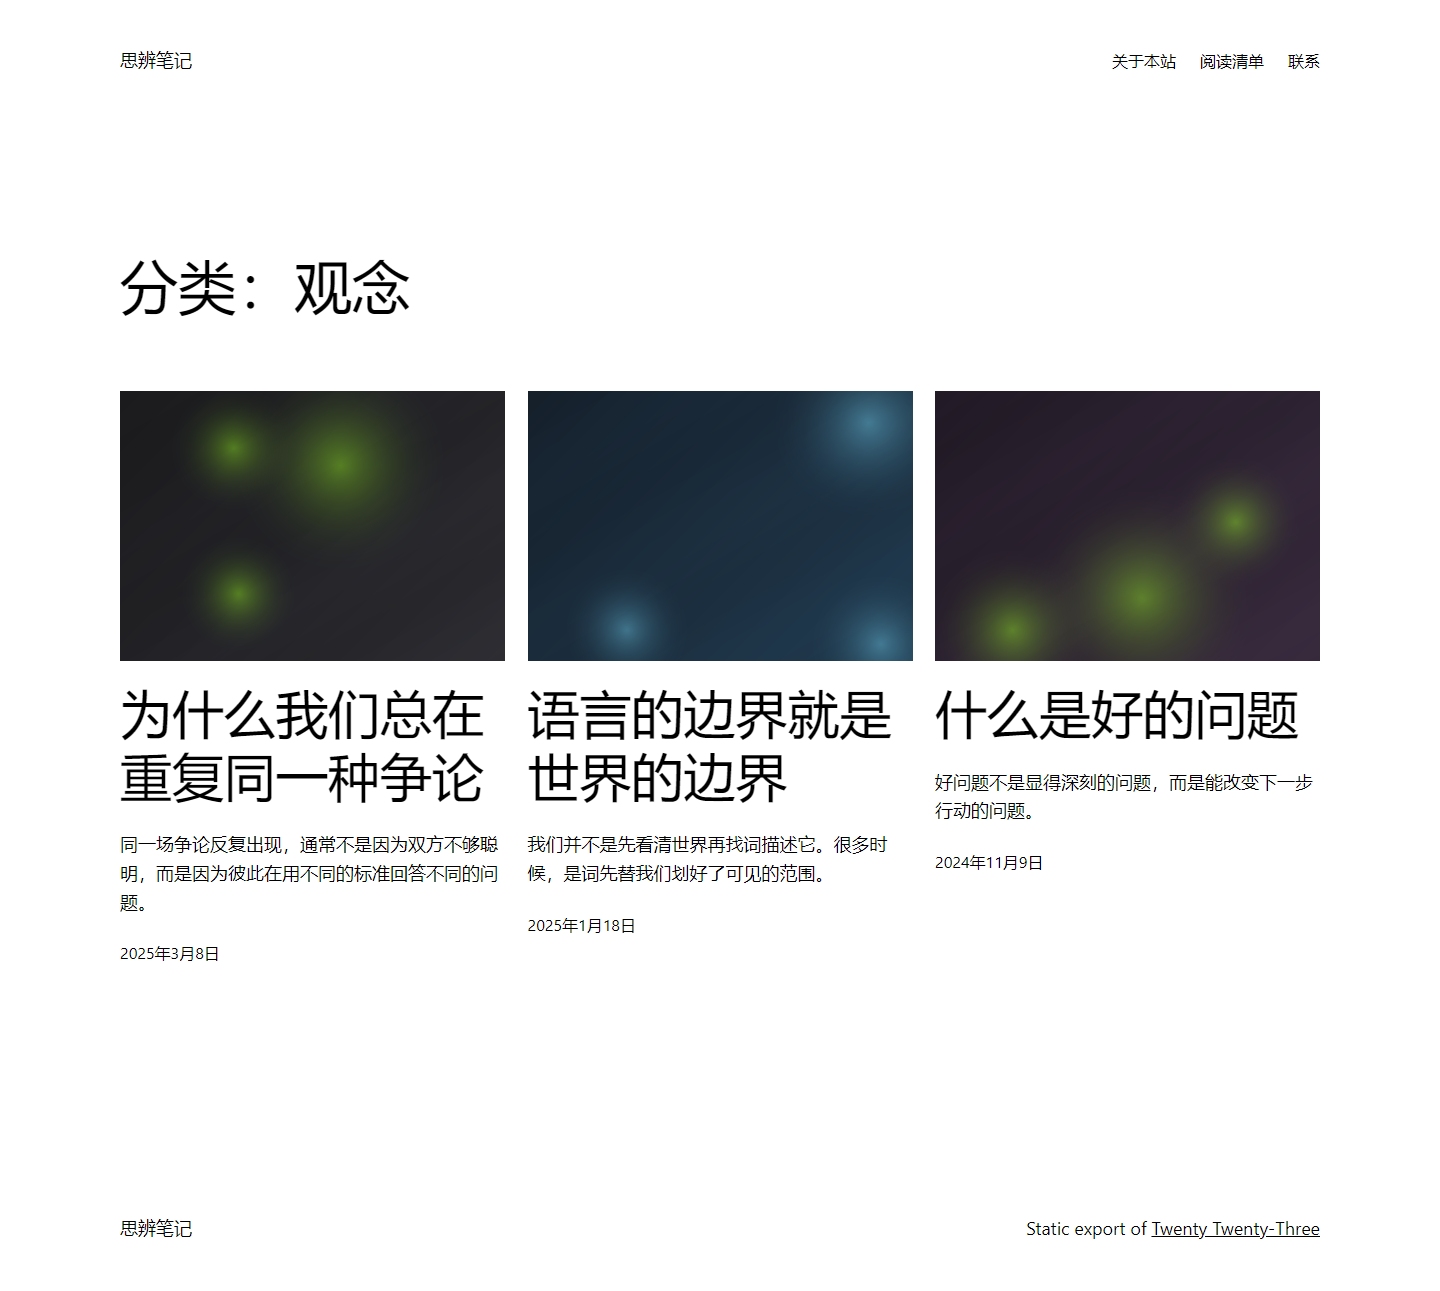 思辨笔记
关于本站 阅读清单 联系
分类：观念
为什么我们总在
重复同一种争论
同一场争论反复出现，通常不是因为双方不够聪
明，而是因为彼此在用不同的标准回答不同的问
题。
2025年3月8日
语言的边界就是
世界的边界
我们并不是先看清世界再找词描述它。很多时
候，是词先替我们划好了可见的范围。
2025年1月18日
什么是好的问题
好问题不是显得深刻的问题，而是能改变下一步
行动的问题。
2024年11月9日
思辨笔记
Static export of Twenty Twenty-Three